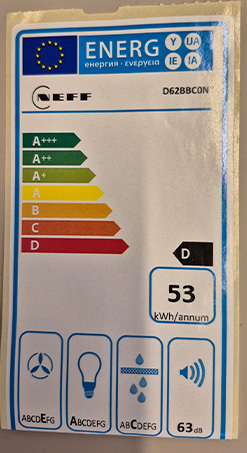 ENERG Y IJA
енергия · ενεργεια IE IA
NEFF
D62BBC0N
A+++
A++
A+
A
B
C
D
D
53
kWh/annum
ABCDEFG
ABCDEFG
ABCDEFG
63dB